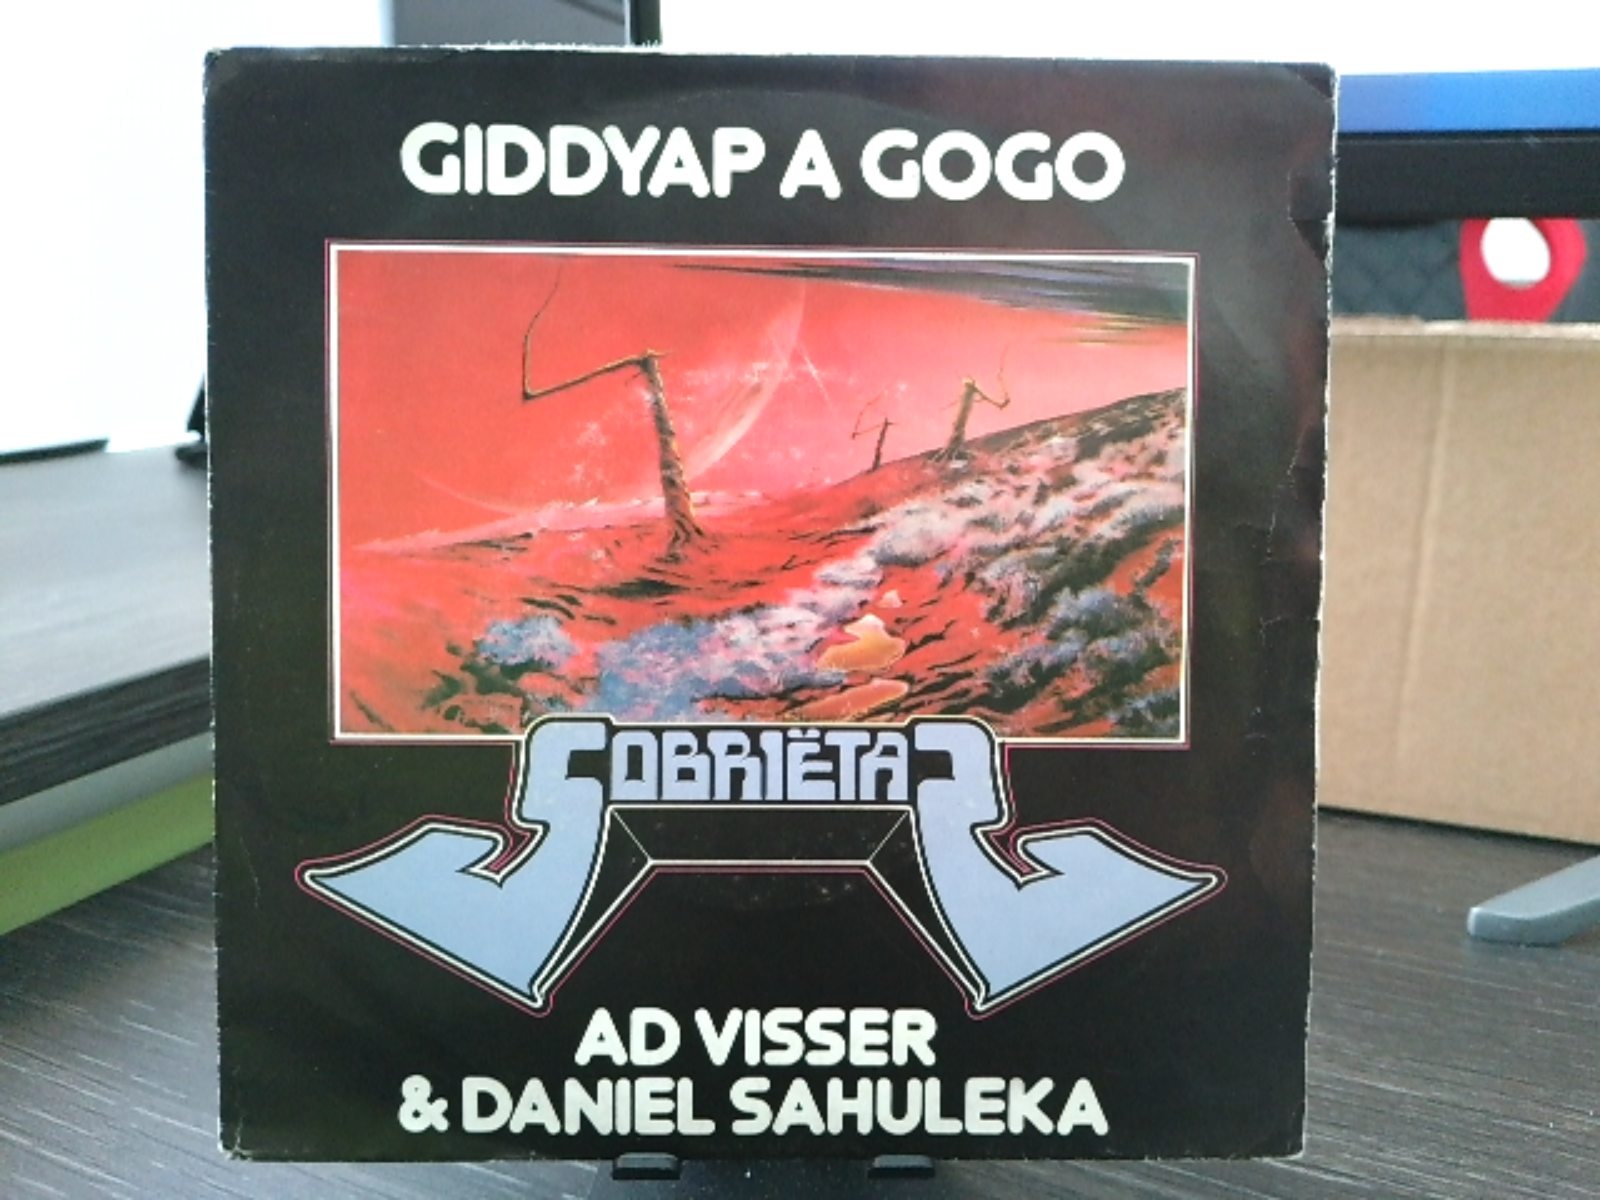 GIDDYAP A GOGO
SOBRIËTAS
AD VISSER
& DANIEL SAHULEKA